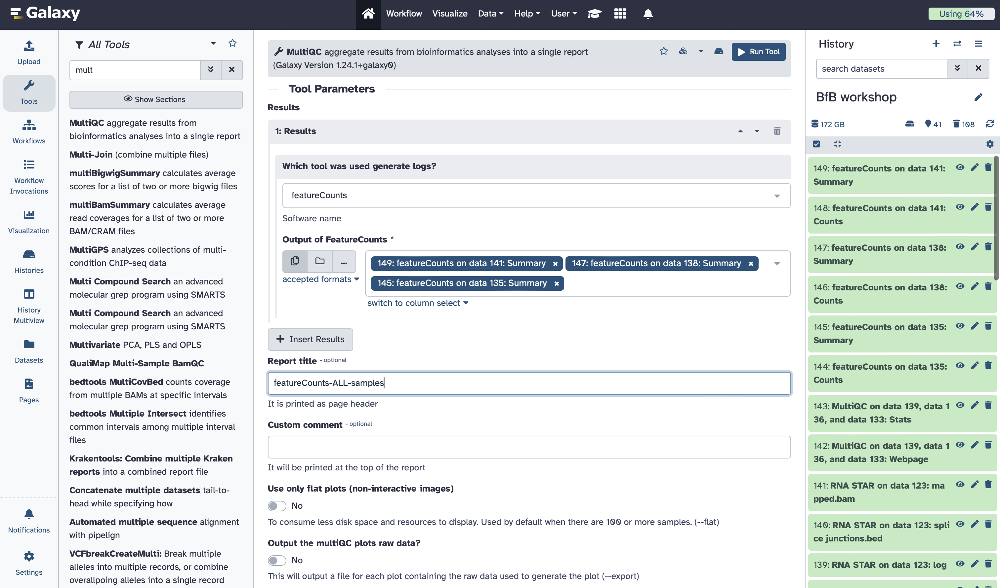 Galaxy
Workflow Visualize Data Help User
Using 64%
Upload
Tools
Workflows
Workflow
Invocations
Visualization
Histories
History
Multiview
Datasets
Pages
Notifications
Settings
All Tools
mult
Show Sections
MultiQC aggregate results from
bioinformatics analyses into a single report
Multi-Join (combine multiple files)
multiBigwigSummary calculates average
scores for a list of two or more bigwig files
multiBamSummary calculates average
read coverages for a list of two or more
BAM/CRAM files
MultiGPS analyzes collections of multi-
condition ChIP-seq data
Multi Compound Search an advanced
molecular grep program using SMARTS
Multi Compound Search an advanced
molecular grep program using SMARTS
Multivariate PCA, PLS and OPLS
QualiMap Multi-Sample BamQC
bedtools MultiCovBed counts coverage
from multiple BAMs at specific intervals
bedtools Multiple Intersect identifies
common intervals among multiple interval
files
Krakentools: Combine multiple Kraken
reports into a combined report file
Concatenate multiple datasets tail-to-
head while specifying how
Automated multiple sequence alignment
with pipelign
VCFbreakCreateMulti: Break multiple
alleles into multiple records, or combine
overallpoing alleles into a single record
MultiQC aggregate results from bioinformatics analyses into a single report
(Galaxy Version 1.24.1+galaxy0)
Run Tool
Tool Parameters
Results
1: Results
Which tool was used generate logs?
featureCounts
Software name
Output of FeatureCounts *
...
accepted formats
149: featureCounts on data 141: Summary × 147: featureCounts on data 138: Summary ×
145: featureCounts on data 135: Summary ×
switch to column select
+ Insert Results
Report title - optional
featureCounts-ALL-samples
It is printed as page header
Custom comment - optional
It will be printed at the top of the report
Use only flat plots (non-interactive images)
No
To consume less disk space and resources to display. Used by default when there are 100 or more samples. (--flat)
Output the multiQC plots raw data?
No
This will output a file for each plot containing the raw data used to generate the plot (--export)
History
search datasets
BfB workshop
172 GB 41 108
149: featureCounts on data 141:
Summary
148: featureCounts on data 141:
Counts
147: featureCounts on data 138:
Summary
146: featureCounts on data 138:
Counts
145: featureCounts on data 135:
Summary
144: featureCounts on data 135:
Counts
143: MultiQC on data 139, data 1
36, and data 133: Stats
142: MultiQC on data 139, data 1
36, and data 133: Webpage
141: RNA STAR on data 123: ma
pped.bam
140: RNA STAR on data 123: spli
ce junctions.bed
139: RNA STAR on data 123: log